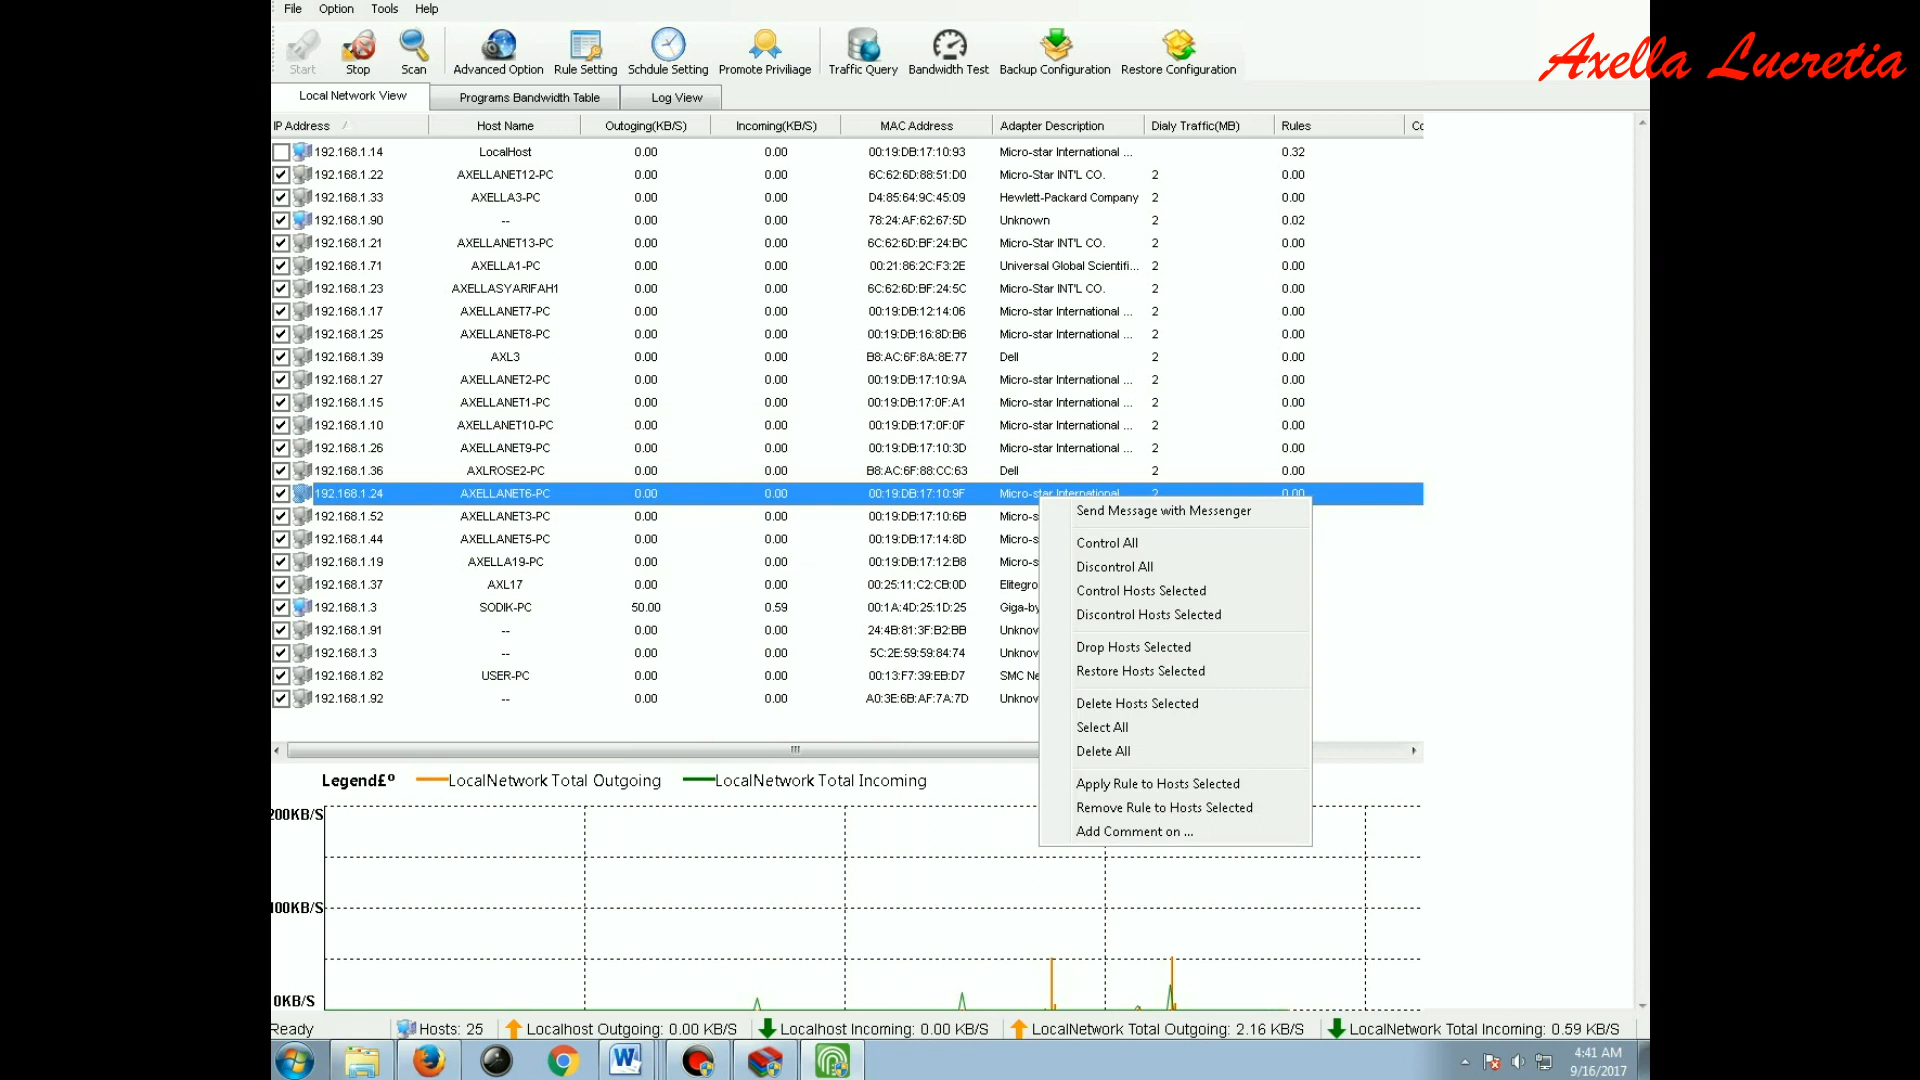 File Option Tools Help
Axella Lucretia
Start Stop Scan Advanced Option Rule Setting Schdule Setting Promote Priviliage Traffic Query Bandwidth Test Backup Configuration Restore Configuration
Local Network View Programs Bandwidth Table Log View
IP Address Host Name Outoging(KB/S) Incoming(KB/S) MAC Address Adapter Description Dialy Traffic(MB) Rules Cc
192.168.1.14 LocalHost 0.00 0.00 00:19:DB:17:10:93 Micro-star International ... 0.32
192.168.1.22 AXELLANET12-PC 0.00 0.00 6C:62:6D:88:51:D0 Micro-Star INT'L CO. 2 0.00
192.168.1.33 AXELLA3-PC 0.00 0.00 D4:85:64:9C:45:09 Hewlett-Packard Company 2 0.00
192.168.1.90 -- 0.00 0.00 78:24:AF:62:67:5D Unknown 2 0.02
192.168.1.21 AXELLANET13-PC 0.00 0.00 6C:62:6D:BF:24:BC Micro-Star INT'L CO. 2 0.00
192.168.1.71 AXELLA1-PC 0.00 0.00 00:21:86:2C:F3:2E Universal Global Scientifi... 2 0.00
192.168.1.23 AXELLASYARIFAH1 0.00 0.00 6C:62:6D:BF:24:5C Micro-Star INT'L CO. 2 0.00
192.168.1.17 AXELLANET7-PC 0.00 0.00 00:19:DB:12:14:06 Micro-star International ... 2 0.00
192.168.1.25 AXELLANET8-PC 0.00 0.00 00:19:DB:16:8D:B6 Micro-star International ... 2 0.00
192.168.1.39 AXL3 0.00 0.00 B8:AC:6F:8A:8E:77 Dell 2 0.00
192.168.1.27 AXELLANET2-PC 0.00 0.00 00:19:DB:17:10:9A Micro-star International ... 2 0.00
192.168.1.15 AXELLANET1-PC 0.00 0.00 00:19:DB:17:0F:A1 Micro-star International ... 2 0.00
192.168.1.10 AXELLANET10-PC 0.00 0.00 00:19:DB:17:0F:0F Micro-star International ... 2 0.00
192.168.1.26 AXELLANET9-PC 0.00 0.00 00:19:DB:17:10:3D Micro-star International ... 2 0.00
192.168.1.36 AXLROSE2-PC 0.00 0.00 B8:AC:6F:88:CC:63 Dell 2 0.00
192.168.1.24 AXELLANET6-PC 0.00 0.00 00:19:DB:17:10:9F Micro-star International 2 0.00
192.168.1.52 AXELLANET3-PC 0.00 0.00 00:19:DB:17:10:6B Micro-s
192.168.1.44 AXELLANET5-PC 0.00 0.00 00:19:DB:17:14:8D Micro-s
192.168.1.19 AXELLA19-PC 0.00 0.00 00:19:DB:17:12:B8 Micro-s
192.168.1.37 AXL17 0.00 0.00 00:25:11:C2:CB:0D Elitegro
192.168.1.3 SODIK-PC 50.00 0.59 00:1A:4D:25:1D:25 Giga-by
192.168.1.91 -- 0.00 0.00 24:4B:81:3F:B2:BB Unknov
192.168.1.3 -- 0.00 0.00 5C:2E:59:59:84:74 Unknov
192.168.1.82 USER-PC 0.00 0.00 00:13:F7:39:EB:D7 SMC Ne
192.168.1.92 -- 0.00 0.00 A0:3E:6B:AF:7A:7D Unknov
Send Message with Messenger
Control All
Discontrol All
Control Hosts Selected
Discontrol Hosts Selected
Drop Hosts Selected
Restore Hosts Selected
Delete Hosts Selected
Select All
Delete All
Apply Rule to Hosts Selected
Remove Rule to Hosts Selected
Add Comment on ...
Legend£º LocalNetwork Total Outgoing LocalNetwork Total Incoming
200KB/S
100KB/S
0KB/S
Ready Hosts: 25 Localhost Outgoing: 0.00 KB/S Localhost Incoming: 0.00 KB/S LocalNetwork Total Outgoing: 2.16 KB/S LocalNetwork Total Incoming: 0.59 KB/S
4:41 AM
9/16/2017